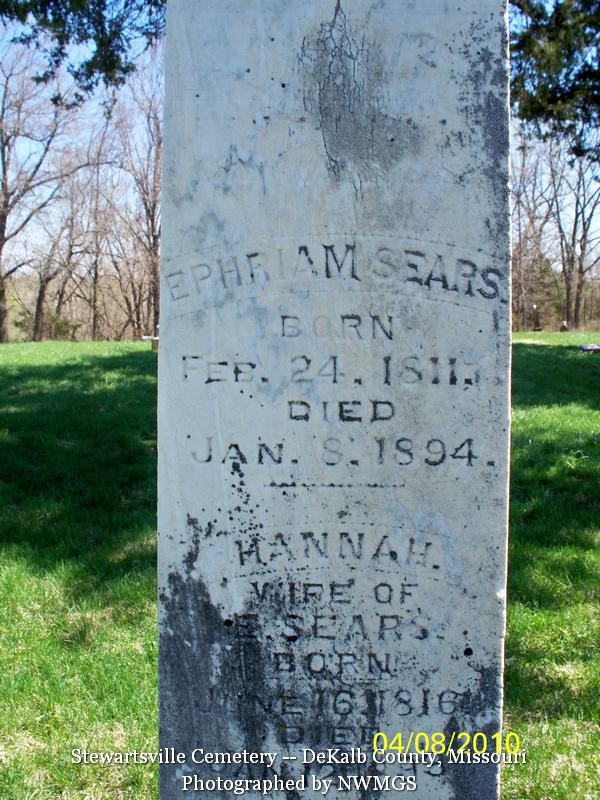 EPHRIAM SEARS
BORN
FEB. 24. 1811.
DIED
JAN. 8. 1894.
HANNAH.
WIFE OF
E. SEARS.
BORN
JUNE 16, 1816
DIED
04/08/2010
Stewartsville Cemetery -- DeKalb County, Missouri
Photographed by NWMGS